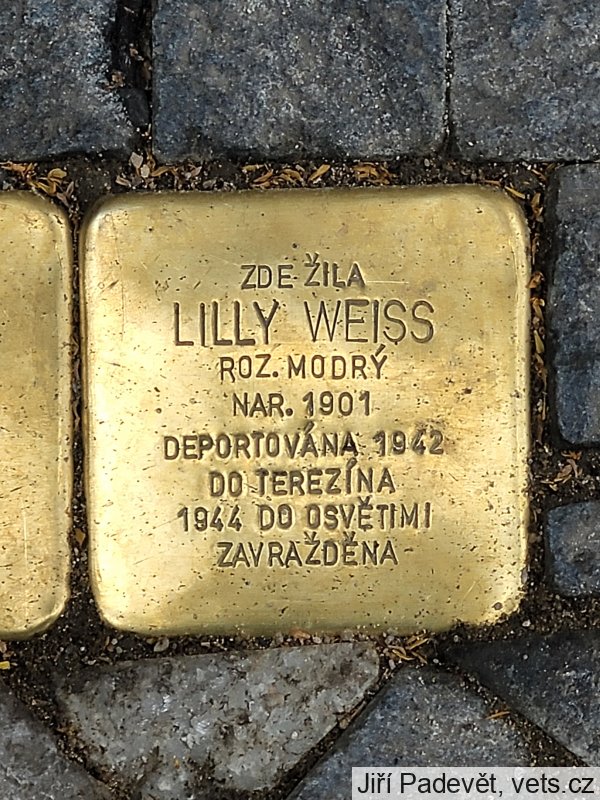 ZDE ŽILA
LILLY WEISS
ROZ. MODRÝ
NAR. 1901
DEPORTOVÁNA 1942
DO TEREZÍNA
1944 DO OSVĚTIMI
ZAVRAŽDĚNA
Jiří Padevět, vets.cz